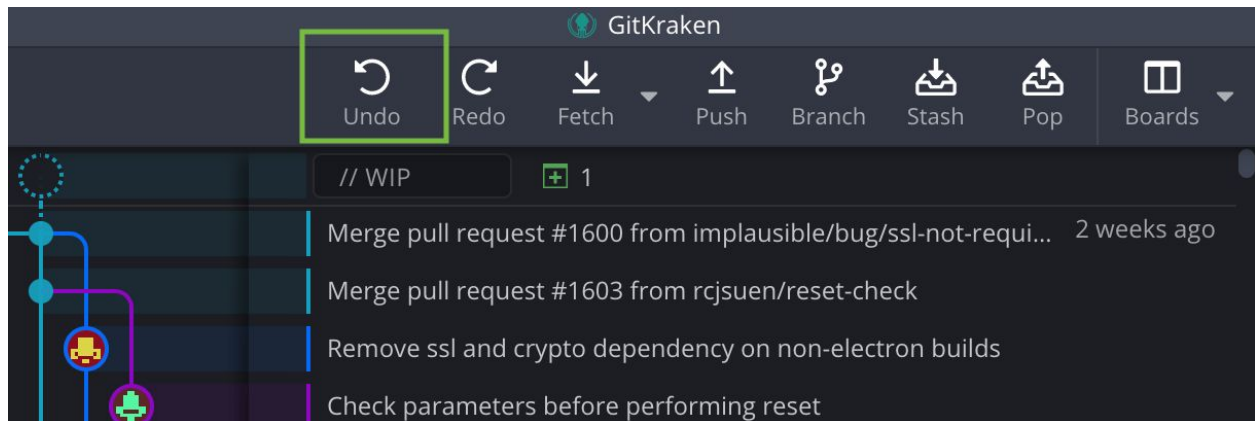 GitKraken
Undo Redo Fetch Push Branch Stash Pop Boards
// WIP 1
Merge pull request #1600 from implausible/bug/ssl-not-requi... 2 weeks ago
Merge pull request #1603 from rcjsuen/reset-check
Remove ssl and crypto dependency on non-electron builds
Check parameters before performing reset